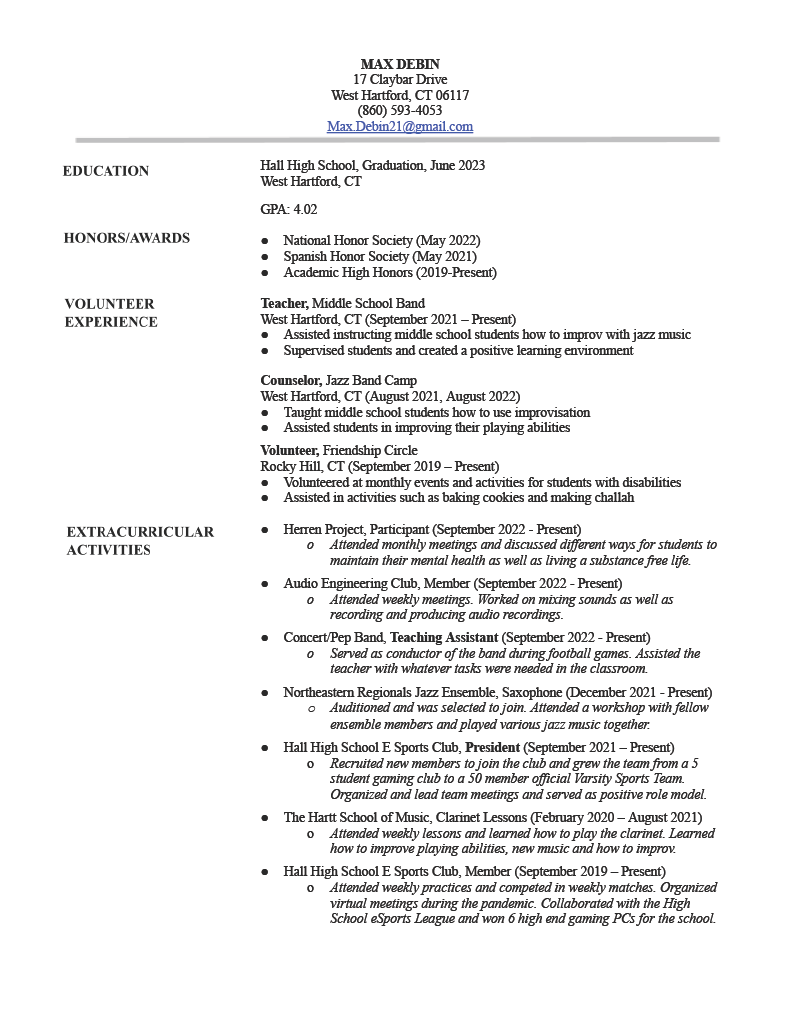 MAX DEBIN
17 Claybar Drive
West Hartford, CT 06117
(860) 593-4053
Max.Debin21@gmail.com
EDUCATION
Hall High School, Graduation, June 2023
West Hartford, CT
GPA: 4.02
HONORS/AWARDS
● National Honor Society (May 2022)
● Spanish Honor Society (May 2021)
● Academic High Honors (2019-Present)
VOLUNTEER
EXPERIENCE
Teacher, Middle School Band
West Hartford, CT (September 2021 – Present)
● Assisted instructing middle school students how to improv with jazz music
● Supervised students and created a positive learning environment
Counselor, Jazz Band Camp
West Hartford, CT (August 2021, August 2022)
● Taught middle school students how to use improvisation
● Assisted students in improving their playing abilities
Volunteer, Friendship Circle
Rocky Hill, CT (September 2019 – Present)
● Volunteered at monthly events and activities for students with disabilities
● Assisted in activities such as baking cookies and making challah
EXTRACURRICULAR
ACTIVITIES
● Herren Project, Participant (September 2022 - Present)
o Attended monthly meetings and discussed different ways for students to
maintain their mental health as well as living a substance free life.
● Audio Engineering Club, Member (September 2022 - Present)
o Attended weekly meetings. Worked on mixing sounds as well as
recording and producing audio recordings.
● Concert/Pep Band, Teaching Assistant (September 2022 - Present)
o Served as conductor of the band during football games. Assisted the
teacher with whatever tasks were needed in the classroom.
● Northeastern Regionals Jazz Ensemble, Saxophone (December 2021 - Present)
o Auditioned and was selected to join. Attended a workshop with fellow
ensemble members and played various jazz music together.
● Hall High School E Sports Club, President (September 2021 – Present)
o Recruited new members to join the club and grew the team from a 5
student gaming club to a 50 member official Varsity Sports Team.
Organized and lead team meetings and served as positive role model.
● The Hartt School of Music, Clarinet Lessons (February 2020 – August 2021)
o Attended weekly lessons and learned how to play the clarinet. Learned
how to improve playing abilities, new music and how to improv.
● Hall High School E Sports Club, Member (September 2019 – Present)
o Attended weekly practices and competed in weekly matches. Organized
virtual meetings during the pandemic. Collaborated with the High
School eSports League and won 6 high end gaming PCs for the school.